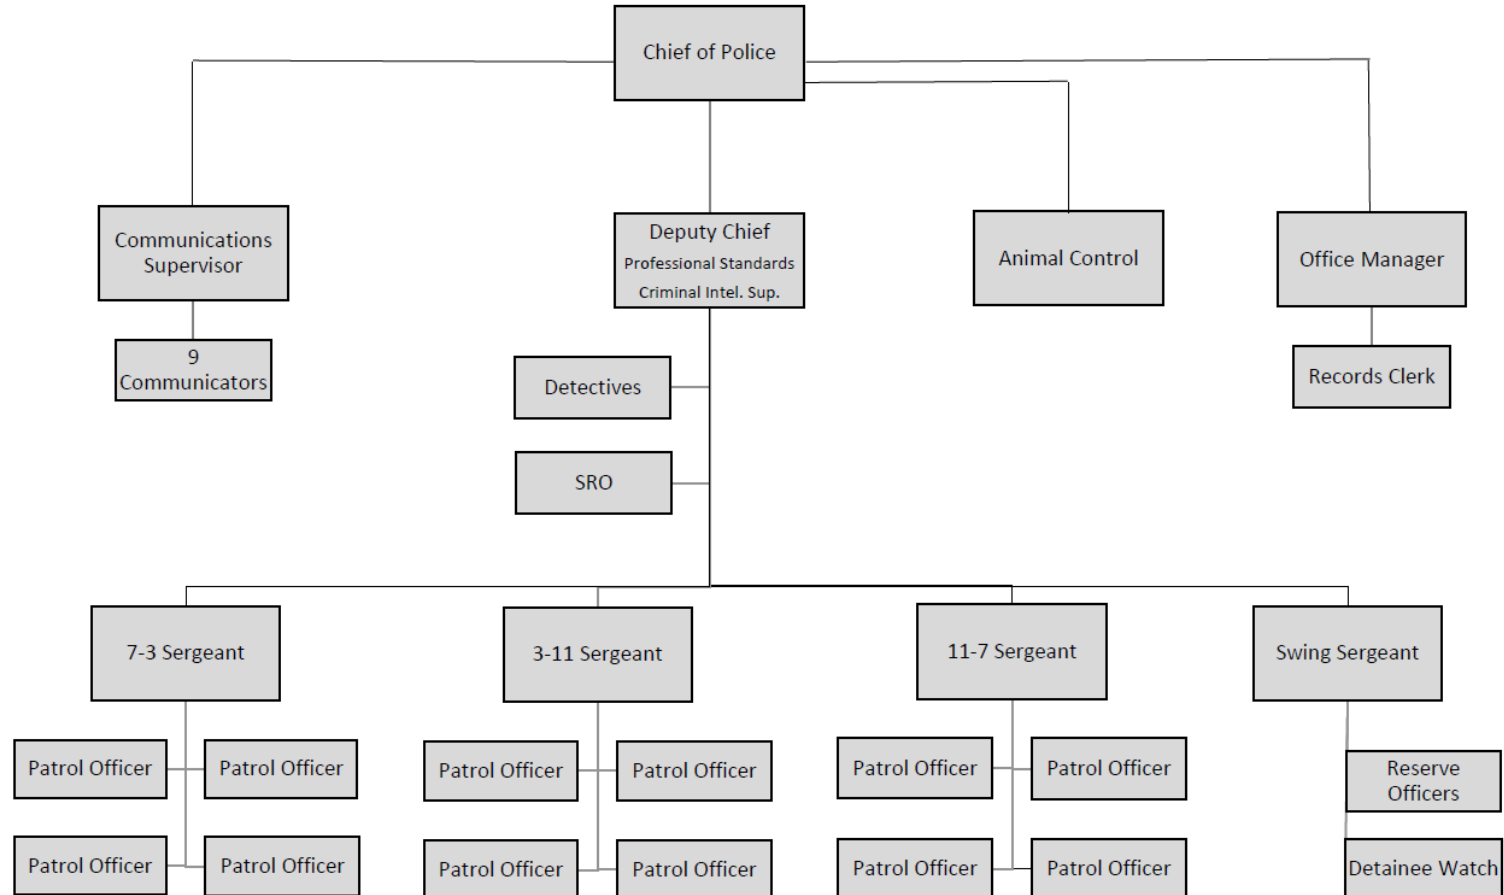 Chief of Police
Communications
Supervisor
Deputy Chief
Professional Standards
Criminal Intel. Sup.
Animal Control
Office Manager
9
Communicators
Records Clerk
Detectives
SRO
7-3 Sergeant
3-11 Sergeant
11-7 Sergeant
Swing Sergeant
Patrol Officer
Patrol Officer
Patrol Officer
Patrol Officer
Patrol Officer
Patrol Officer
Reserve
Officers
Patrol Officer
Patrol Officer
Patrol Officer
Patrol Officer
Patrol Officer
Patrol Officer
Detainee Watch